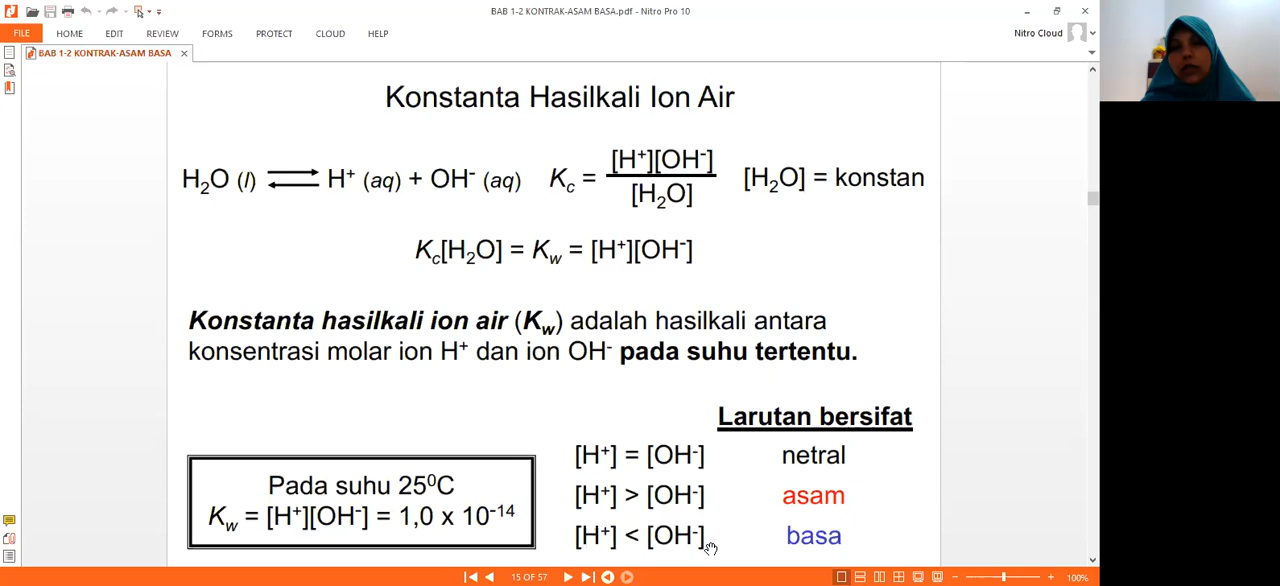 BAB 1-2 KONTRAK-ASAM BASA.pdf - Nitro Pro 10
FILE HOME EDIT REVIEW FORMS PROTECT CLOUD HELP Nitro Cloud
BAB 1-2 KONTRAK-ASAM BASA
Konstanta Hasilkali Ion Air
H₂O (l) ⇌ H⁺ (aq) + OH⁻ (aq) Kc = [H⁺][OH⁻] / [H₂O] [H₂O] = konstan
Kc[H₂O] = Kw = [H⁺][OH⁻]
Konstanta hasilkali ion air (Kw) adalah hasilkali antara
konsentrasi molar ion H⁺ dan ion OH⁻ pada suhu tertentu.
Larutan bersifat
[H⁺] = [OH⁻] netral
[H⁺] > [OH⁻] asam
[H⁺] < [OH⁻] basa
Pada suhu 25⁰C
Kw = [H⁺][OH⁻] = 1,0 x 10⁻¹⁴
15 OF 57
100%